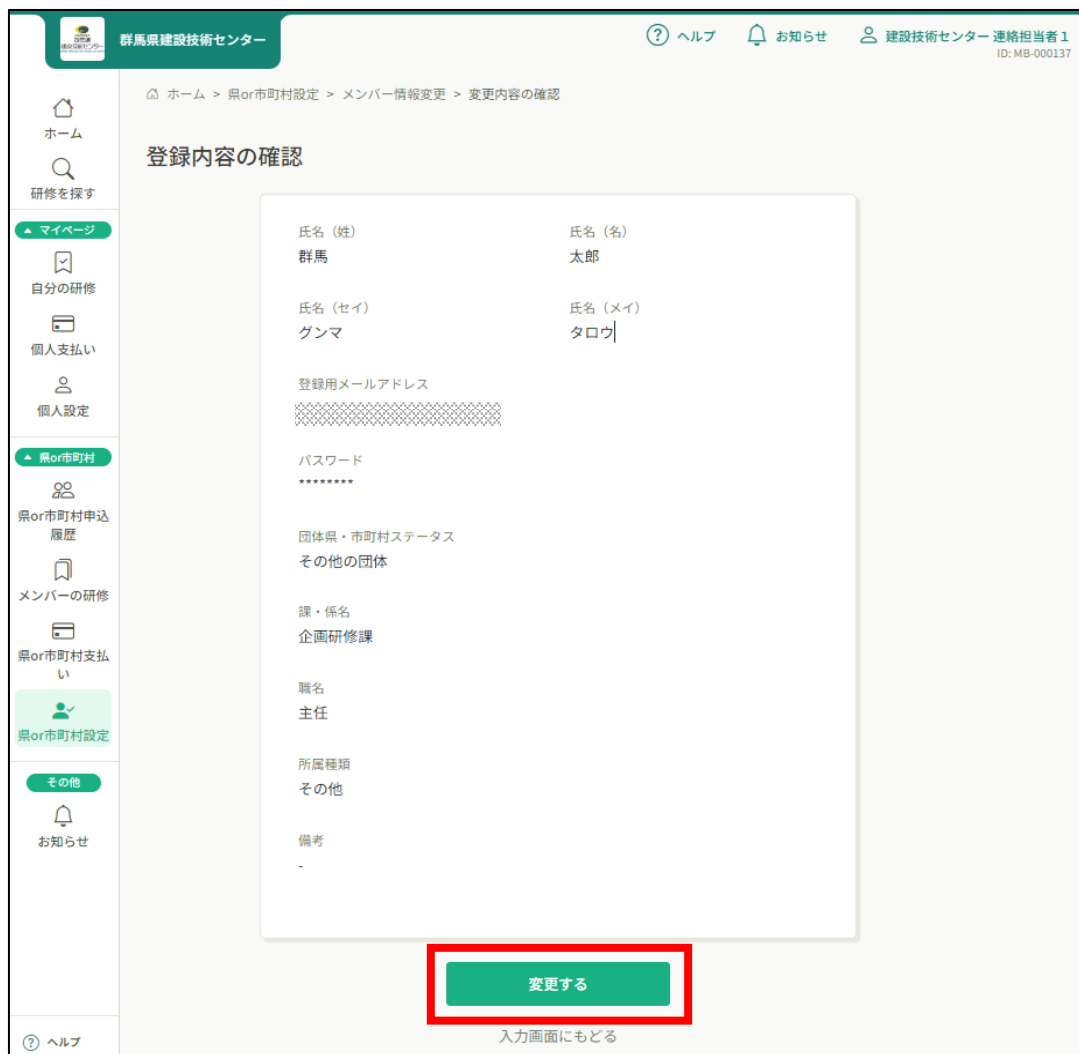 群馬県建設技術センター
ヘルプ
お知らせ
建設技術センター 連絡担当者1
ID: MB-000137
ホーム > 県or市町村設定 > メンバー情報変更 > 変更内容の確認
ホーム
研修を探す
マイページ
自分の研修
個人支払い
個人設定
県or市町村
県or市町村申込
履歴
メンバーの研修
県or市町村支払
い
県or市町村設定
その他
お知らせ
ヘルプ
登録内容の確認
氏名（姓）
群馬
氏名（名）
太郎
氏名（セイ）
グンマ
氏名（メイ）
タロウ
登録用メールアドレス
パスワード
********
団体県・市町村ステータス
その他の団体
課・係名
企画研修課
職名
主任
所属種類
その他
備考
-
変更する
入力画面にもどる